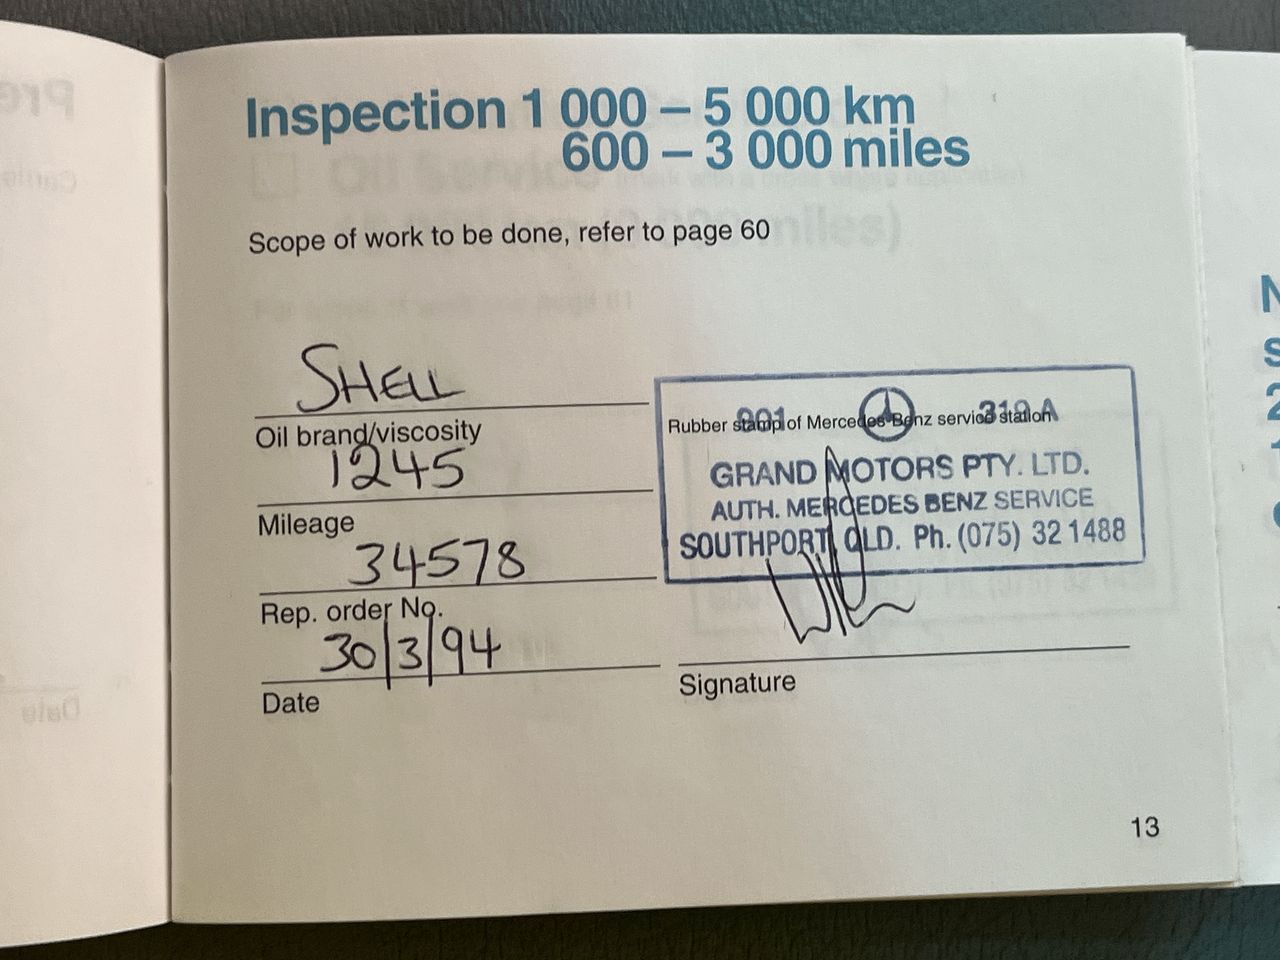 Inspection 1 000 – 5 000 km
600 – 3 000 miles
Scope of work to be done, refer to page 60
SHELL
Oil brand/viscosity
1245
Mileage
34578
Rep. order No.
30/3/94
Date
Rubber stamp of Mercedes-Benz service station
001 319A
GRAND MOTORS PTY. LTD.
AUTH. MERCEDES BENZ SERVICE
SOUTHPORT, QLD. Ph. (075) 32 1488
Signature
13